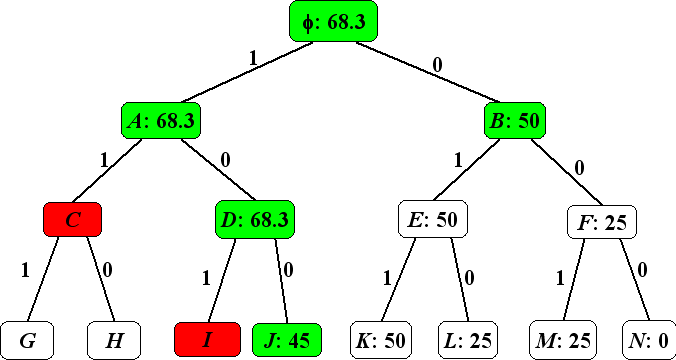 ϕ: 68.3
1 0
A: 68.3 B: 50
1 0 1 0
C D: 68.3 E: 50 F: 25
1 0 1 0 1 0 1 0
G H I J: 45 K: 50 L: 25 M: 25 N: 0